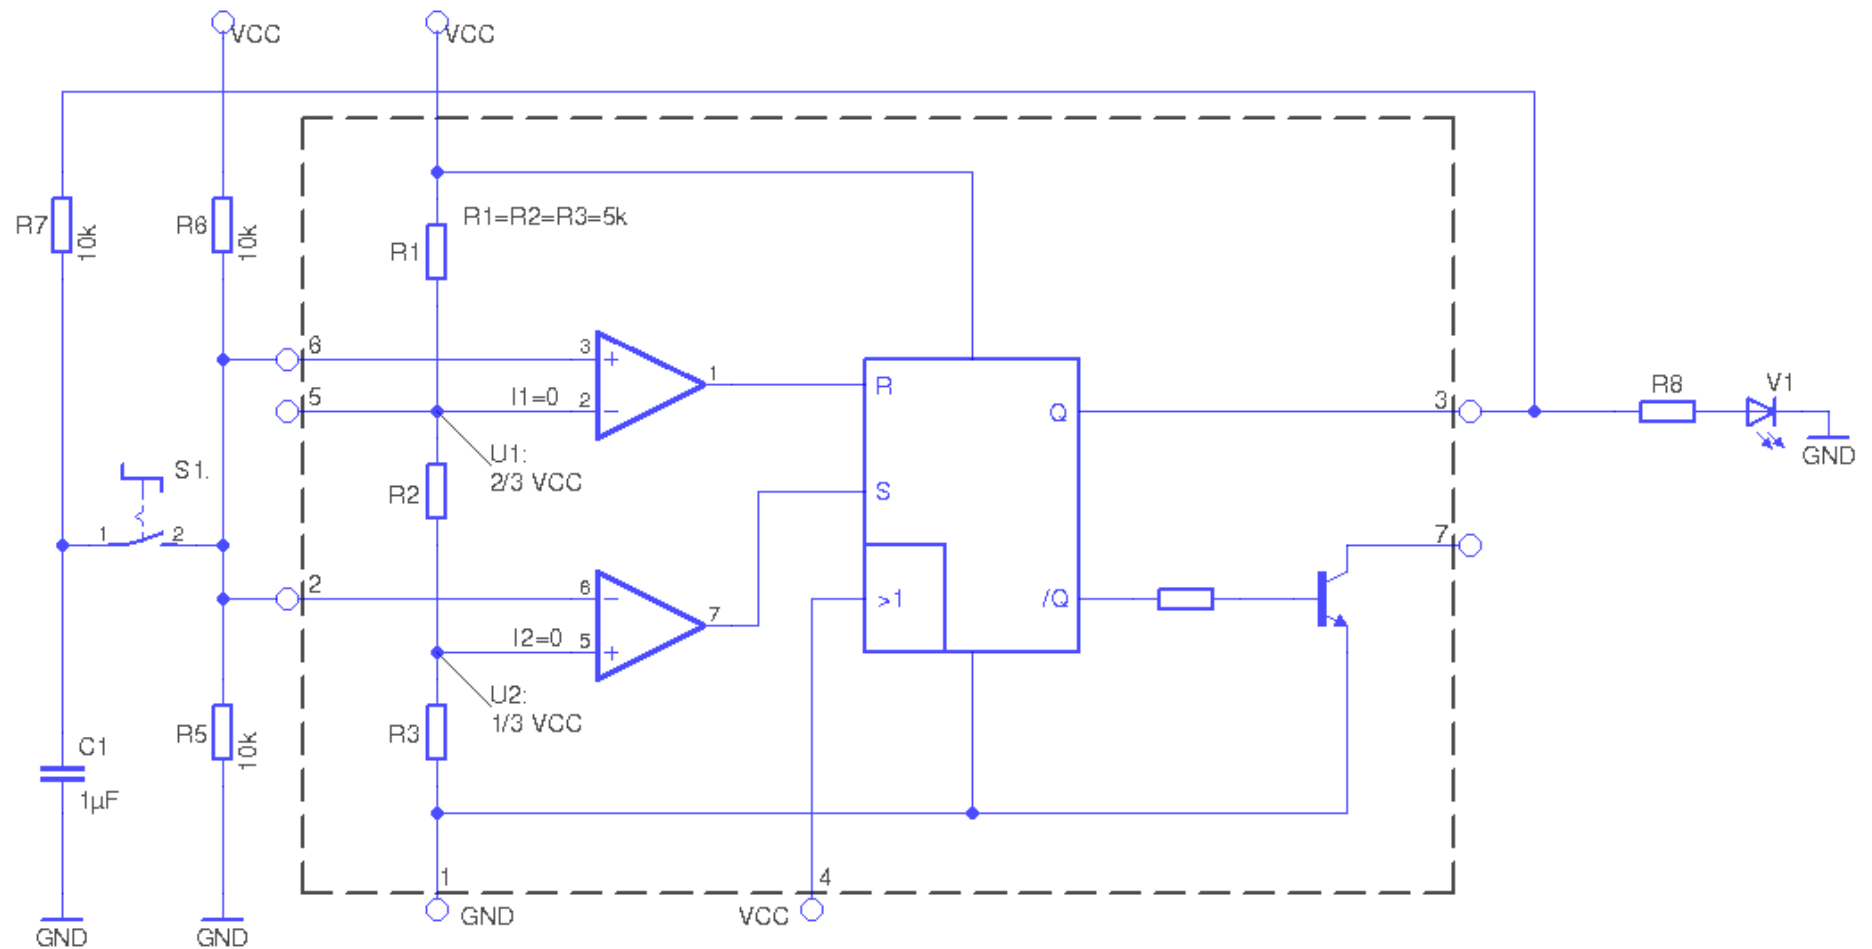 VCC
VCC
R7
10k
R6
10k
R1=R2=R3=5k
R1
6
3
+
1
R
5
I1=0
2
−
Q
3
R8
V1
GND
U1:
2/3 VCC
S1.
R2
S
1
2
7
2
6
−
7
>1
/Q
I2=0
5
+
U2:
1/3 VCC
R5
10k
R3
C1
1µF
1
4
GND
VCC
GND
GND